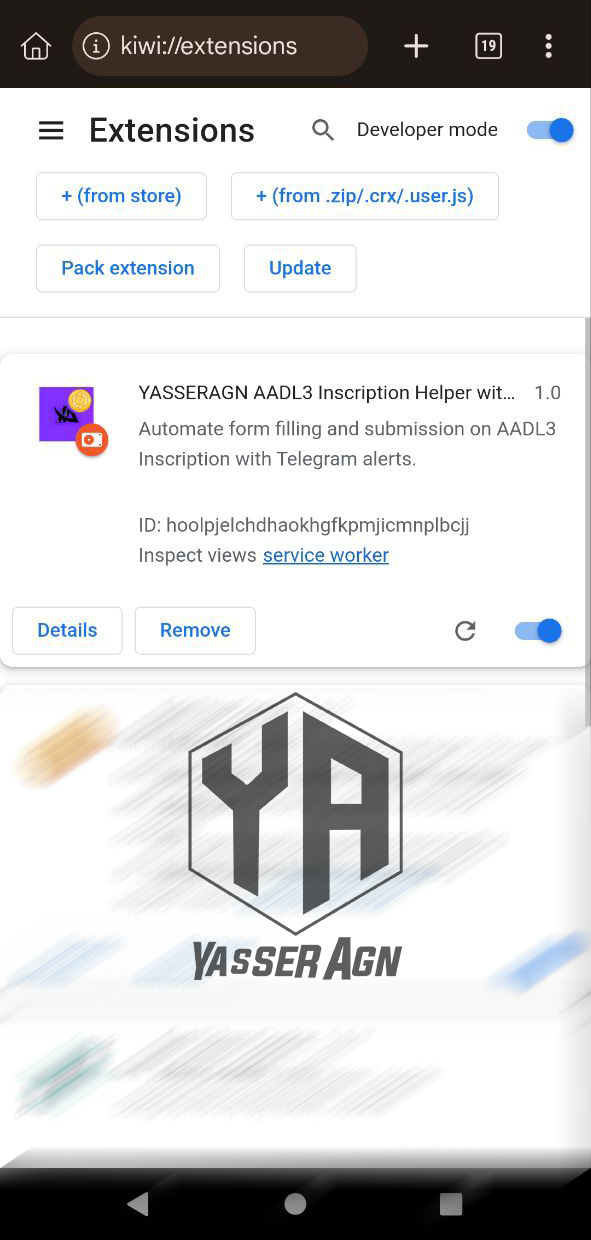 kiwi://extensions
19
Extensions
Developer mode
+ (from store)
+ (from .zip/.crx/.user.js)
Pack extension
Update
YASSERAGN AADL3 Inscription Helper wit...
1.0
Automate form filling and submission on AADL3
Inscription with Telegram alerts.
ID: hoolpjelchdhaokhgfkpmjicmnplbcjj
Inspect views service worker
Details
Remove
YA
YASSER AGN